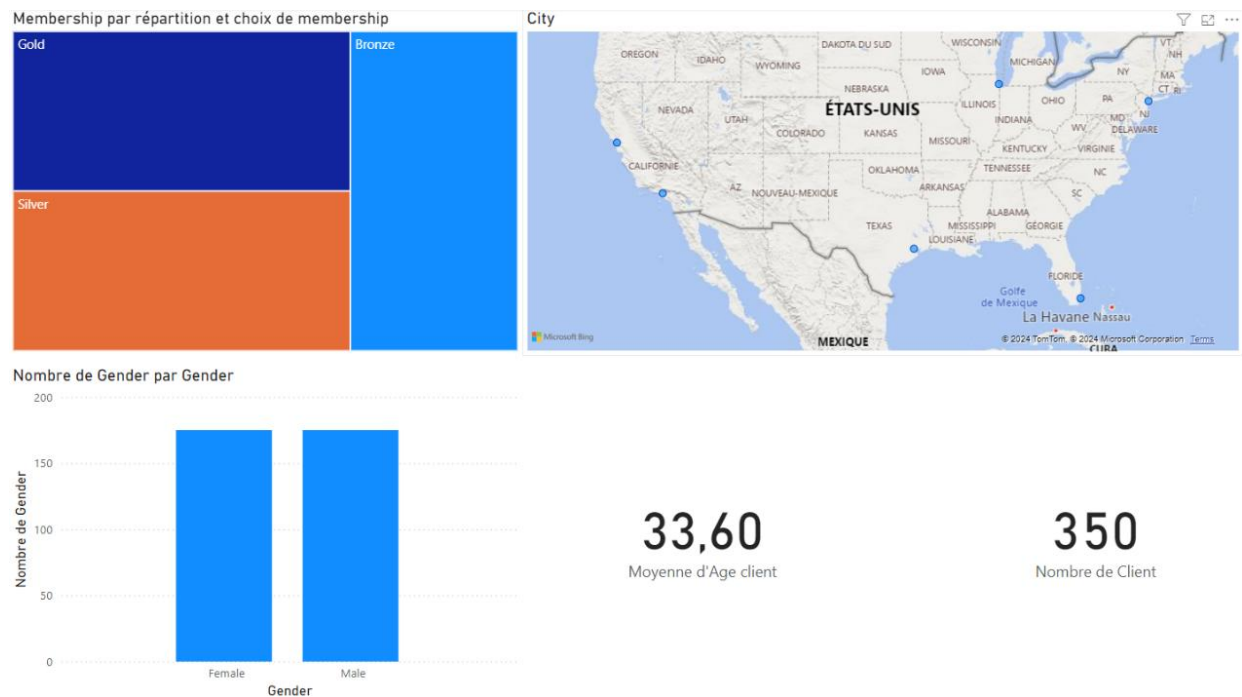 Membership par répartition et choix de membership
Gold
Bronze
Silver
City
OREGON
IDAHO
WYOMING
DAKOTA DU SUD
WISCONSIN
MICHIGAN
VT
NH
NY
MA
CT RI
IOWA
NEBRASKA
ÉTATS-UNIS
ILLINOIS
OHIO
PA
NJ
NEVADA
UTAH
COLORADO
KANSAS
MISSOURI
INDIANA
WV
MD
DELAWARE
KENTUCKY
VIRGINIE
CALIFORNIE
AZ
NOUVEAU-MEXIQUE
OKLAHOMA
ARKANSAS
TENNESSEE
NC
SC
TEXAS
MISSISSIPPI
ALABAMA
GÉORGIE
LOUISIANE
FLORIDE
Golfe
de Mexique
La Havane
Nassau
MEXIQUE
CUBA
Microsoft Bing
© 2024 TomTom, © 2024 Microsoft Corporation Terms
Nombre de Gender par Gender
Nombre de Gender
200
150
100
50
0
Female
Male
Gender
33,60
Moyenne d'Age client
350
Nombre de Client